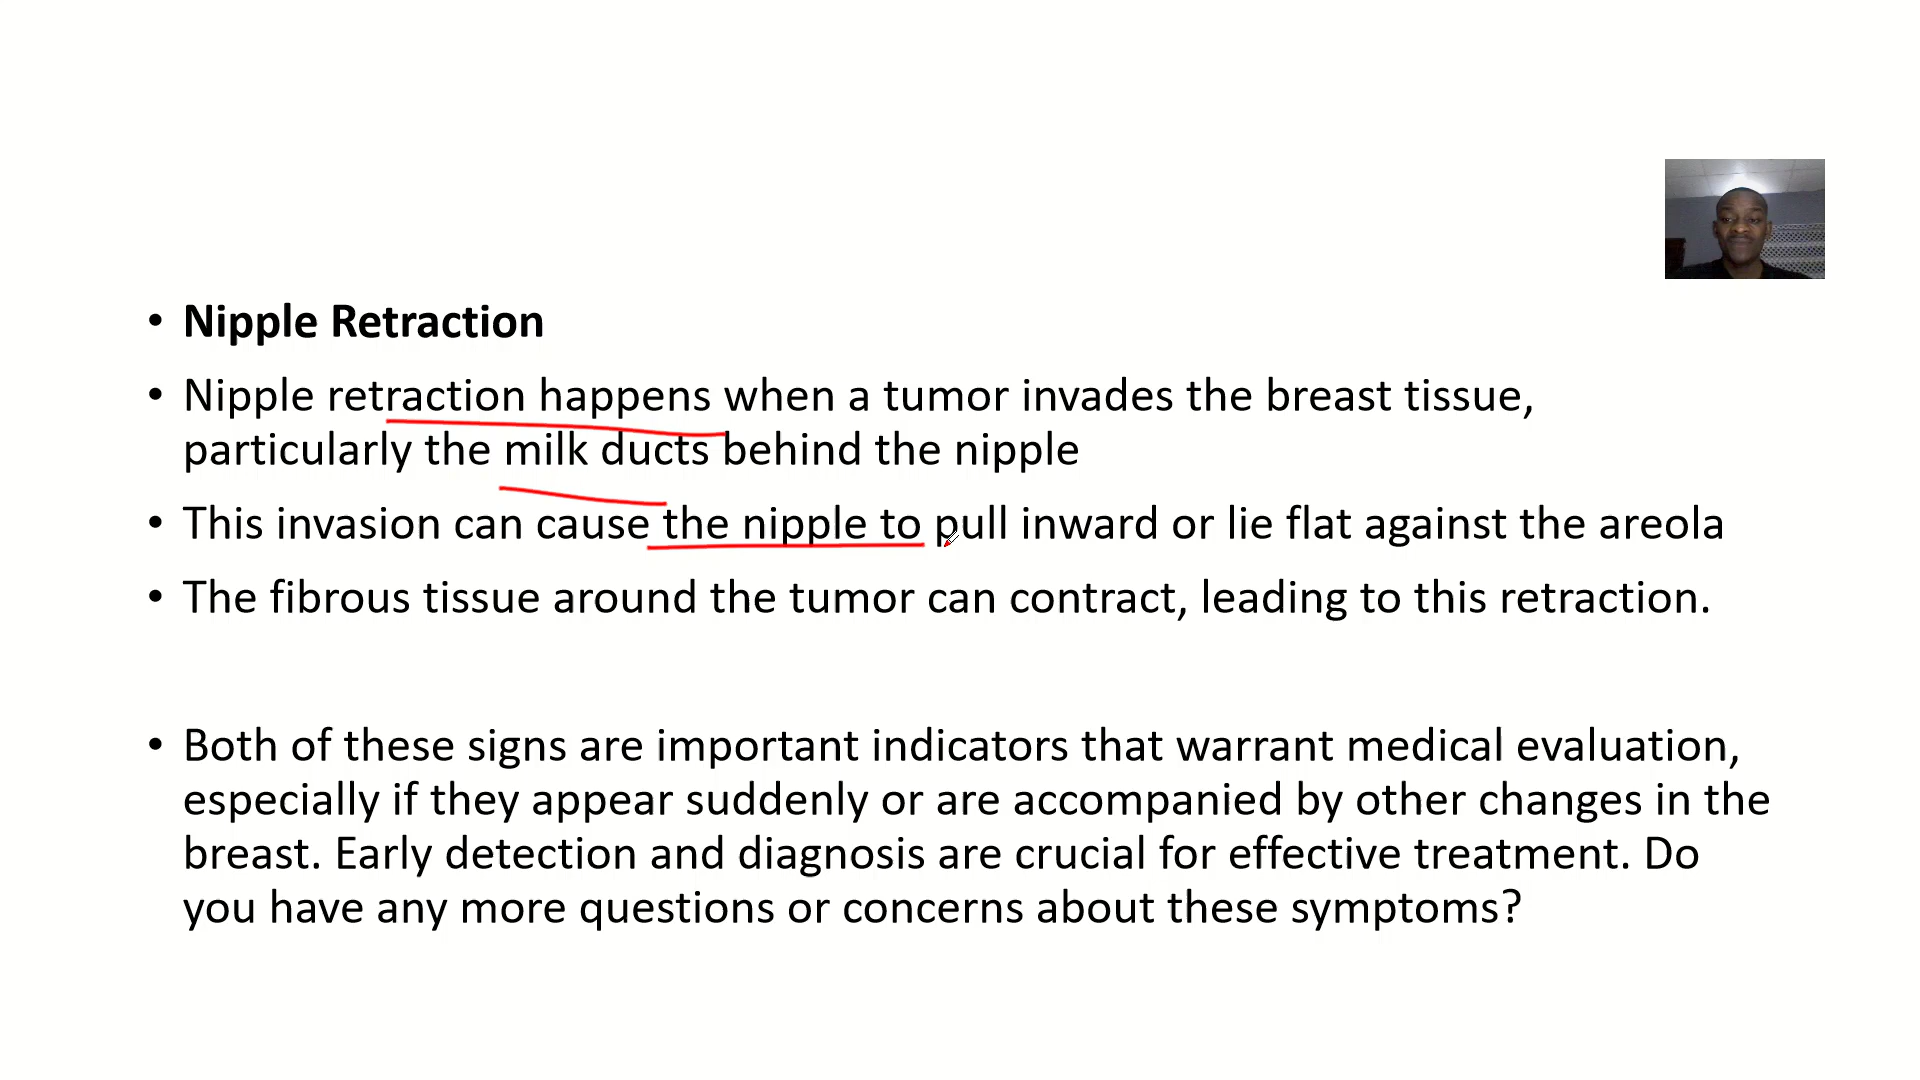 • Nipple Retraction
• Nipple retraction happens when a tumor invades the breast tissue,
particularly the milk ducts behind the nipple
• This invasion can cause the nipple to pull inward or lie flat against the areola
• The fibrous tissue around the tumor can contract, leading to this retraction.
• Both of these signs are important indicators that warrant medical evaluation,
especially if they appear suddenly or are accompanied by other changes in the
breast. Early detection and diagnosis are crucial for effective treatment. Do
you have any more questions or concerns about these symptoms?